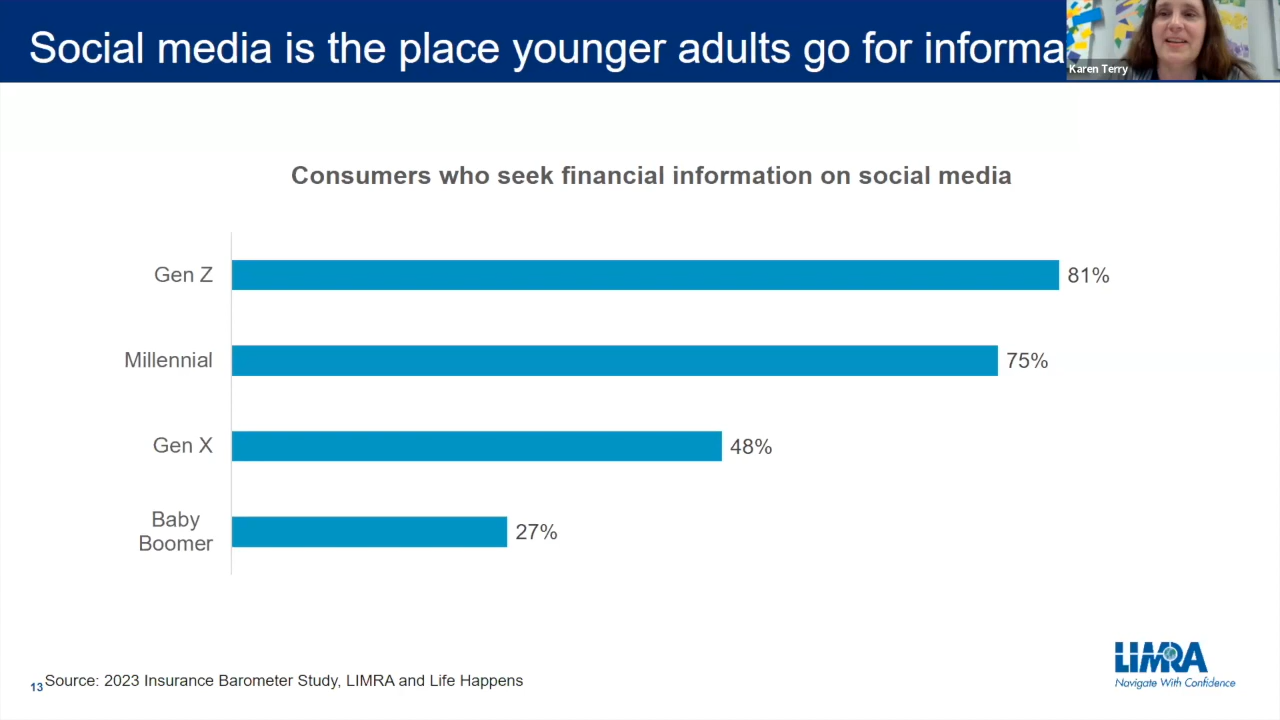 Social media is the place younger adults go for informa
Karen Terry
Consumers who seek financial information on social media
Gen Z
81%
Millennial
75%
Gen X
48%
Baby
Boomer
27%
13
Source: 2023 Insurance Barometer Study, LIMRA and Life Happens
LIMRA
Navigate With Confidence